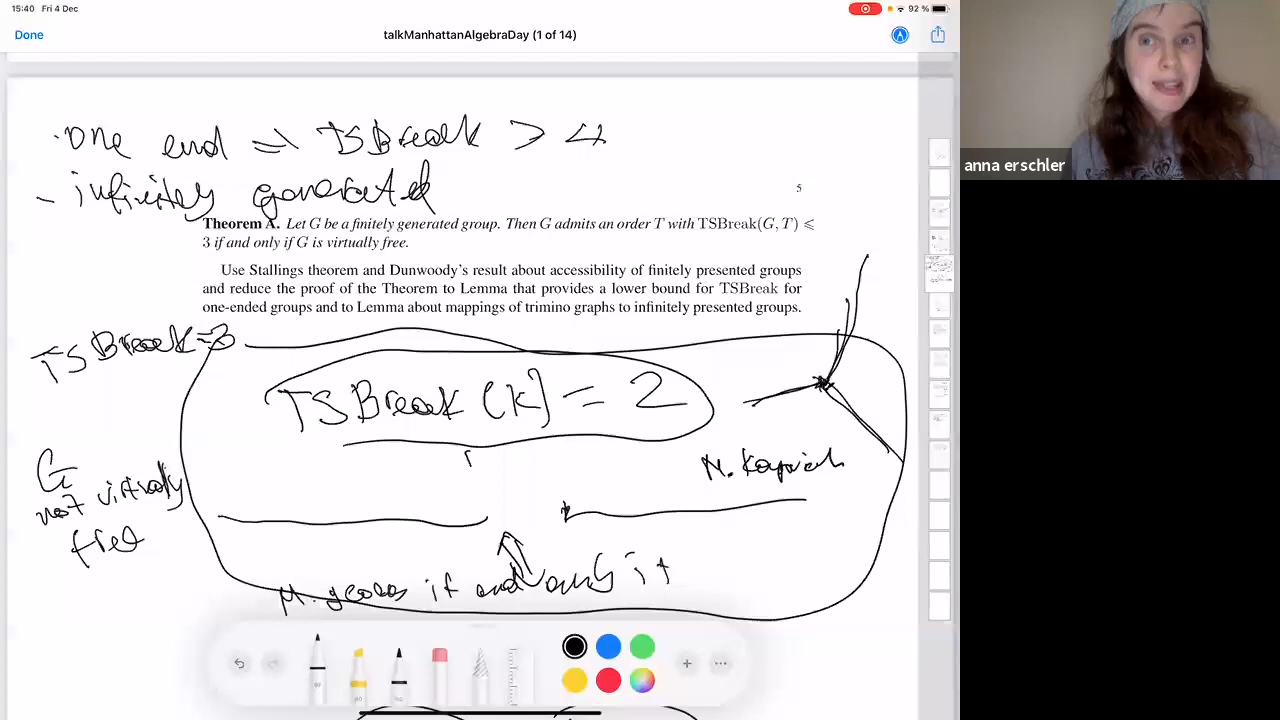 15:40 Fri 4 Dec
92 %
Done
talkManhattanAlgebraDay (1 of 14)
anna erschler
· one end => TSBreak > 4
- infinitely generated
5
Theorem A. Let G be a finitely generated group. Then G admits an order T with TSBreak(G, T) ⩽
3 if and only if G is virtually free.
Use Stallings theorem and Dunwoody's result about accessibility of finitely presented groups
and reduce the proof of the Theorem to Lemma that provides a lower bound for TSBreak for
one-ended groups and to Lemma about mappings of trimino graphs to infinitely presented groups.
TSBreak = 3
TSBreak (k) = 2
M.
G
not virtually
free
M. if and only if